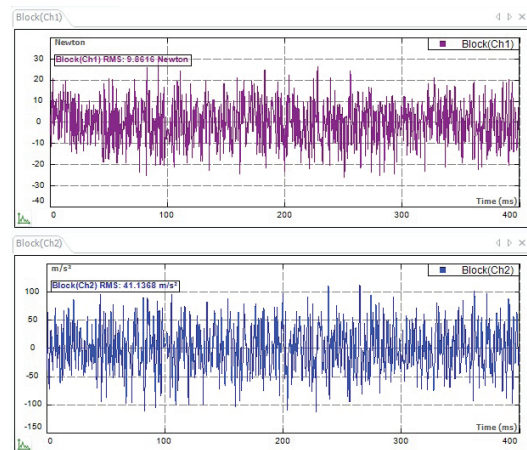 Block(Ch1)
Newton
Block(Ch1) RMS: 9.8616 Newton
Block(Ch1)
30
20
10
0
-10
-20
-30
40
Time (ms)
0 100 200 300 400
Block(Ch2)
m/s²
Block(Ch2) RMS: 41.1368 m/s²
Block(Ch2)
100
50
0
-50
-100
-150
Time (ms)
0 100 200 300 400